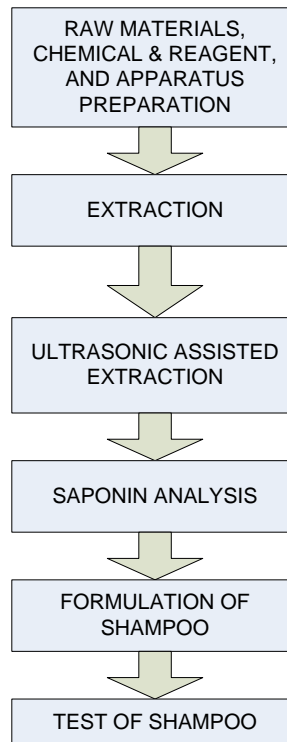 RAW MATERIALS,
CHEMICAL & REAGENT,
AND APPARATUS
PREPARATION
EXTRACTION
ULTRASONIC ASSISTED
EXTRACTION
SAPONIN ANALYSIS
FORMULATION OF
SHAMPOO
TEST OF SHAMPOO